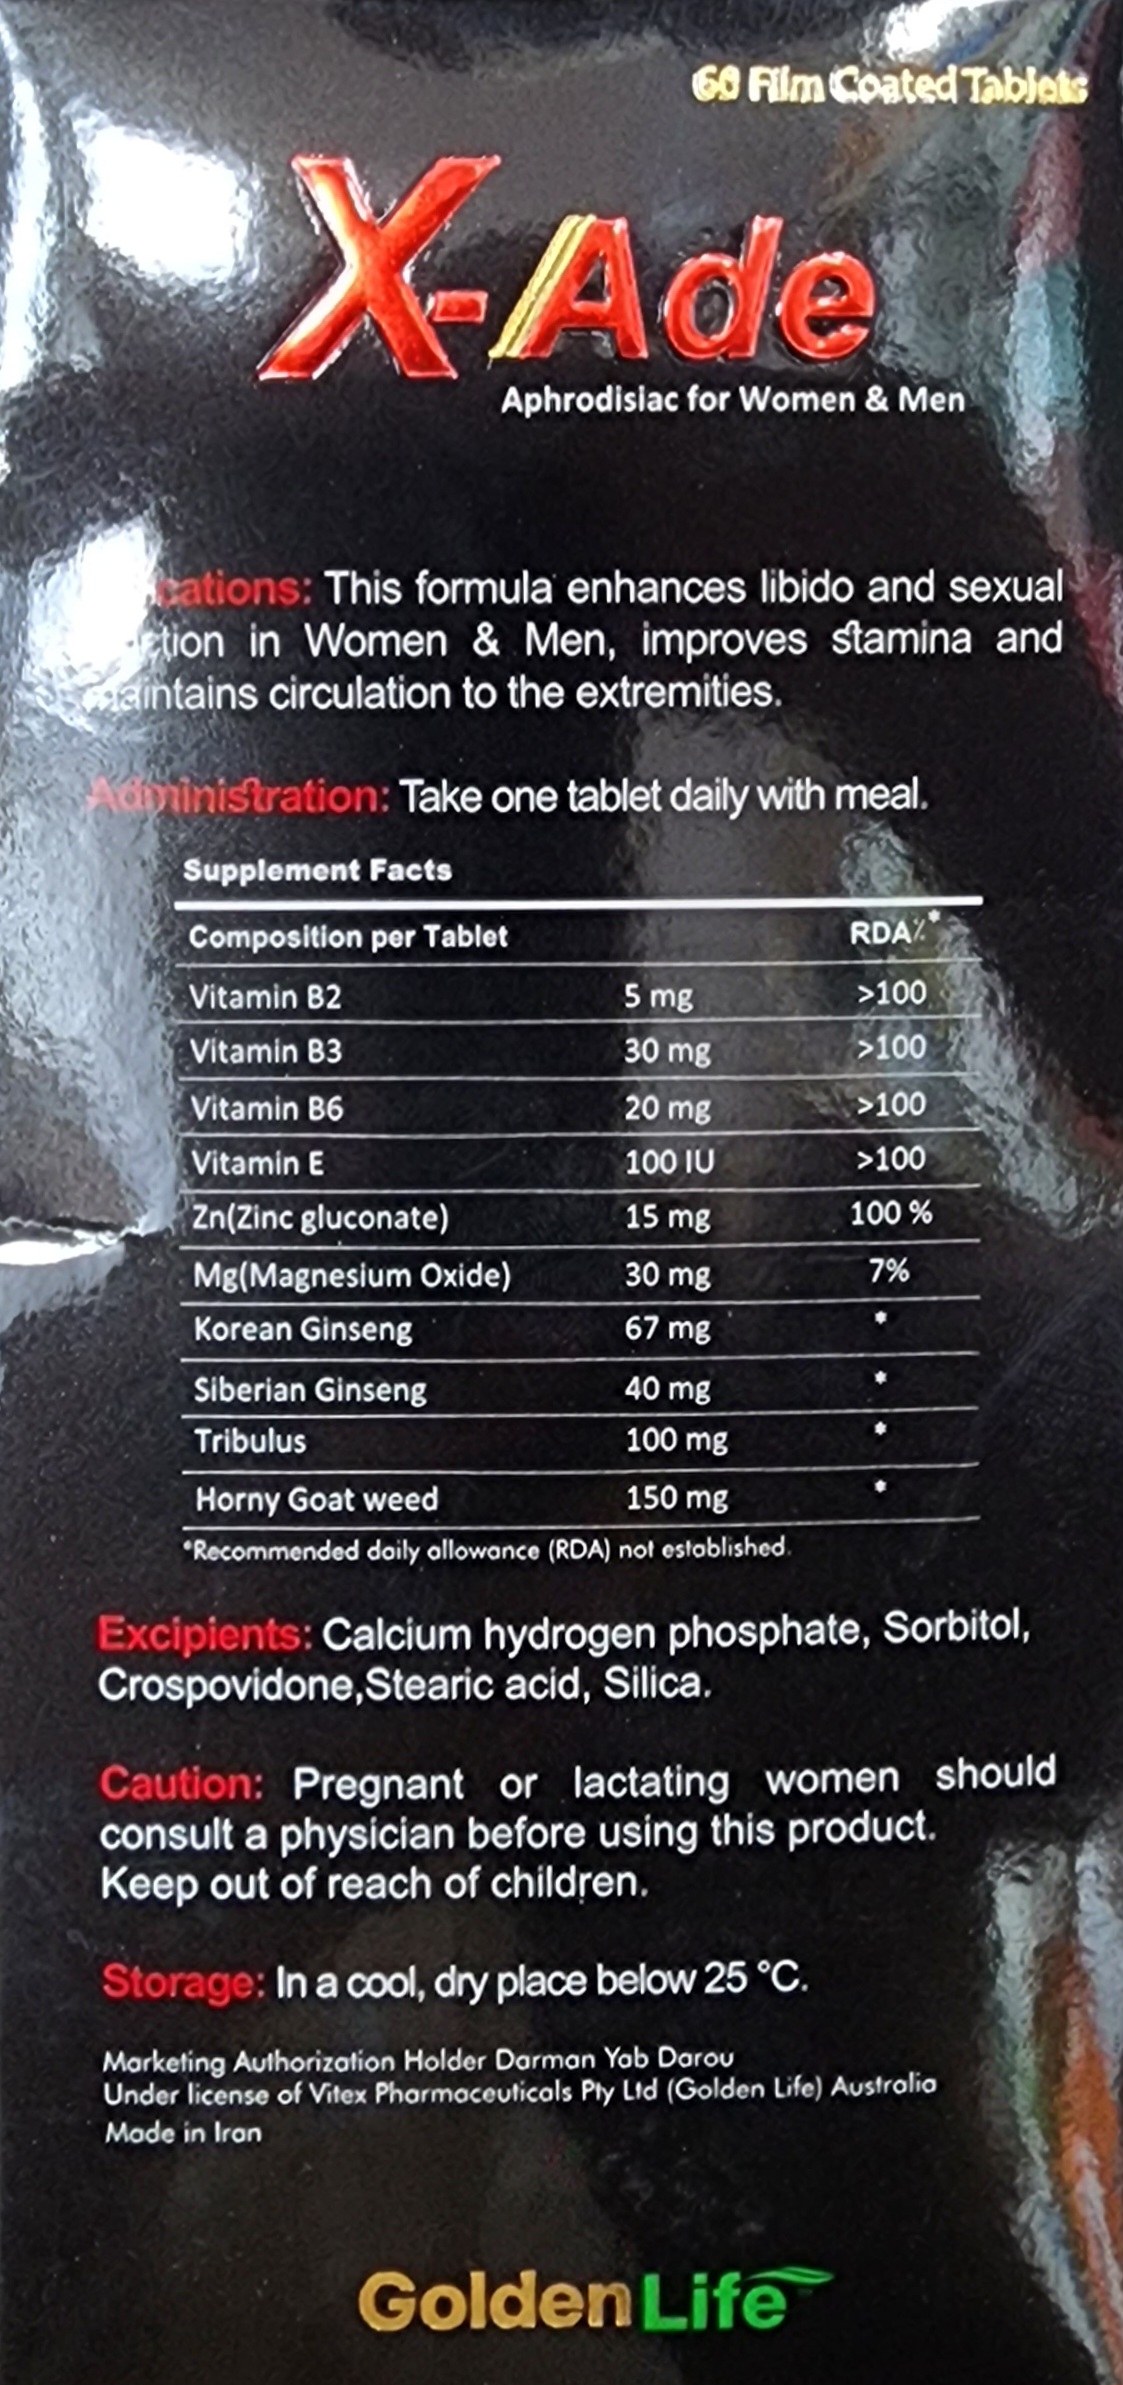 60 Film Coated Tablets
X-Ade
Aphrodisiac for Women & Men
This formula enhances libido and sexual
in Women & Men, improves stamina and
maintains circulation to the extremities.
Administration: Take one tablet daily with meal.
Supplement Facts
Composition per Tablet RDA%*
Vitamin B2 5 mg >100
Vitamin B3 30 mg >100
Vitamin B6 20 mg >100
Vitamin E 100 IU >100
Zn(Zinc gluconate) 15 mg 100 %
Mg(Magnesium Oxide) 30 mg 7%
Korean Ginseng 67 mg *
Siberian Ginseng 40 mg *
Tribulus 100 mg *
Horny Goat weed 150 mg *
*Recommended daily allowance (RDA) not established.
Excipients: Calcium hydrogen phosphate, Sorbitol,
Crospovidone,Stearic acid, Silica.
Caution: Pregnant or lactating women should
consult a physician before using this product.
Keep out of reach of children.
Storage: In a cool, dry place below 25 °C.
Marketing Authorization Holder Darman Yab Darou
Under license of Vitex Pharmaceuticals Pty Ltd (Golden Life) Australia
Made in Iran
GoldenLife